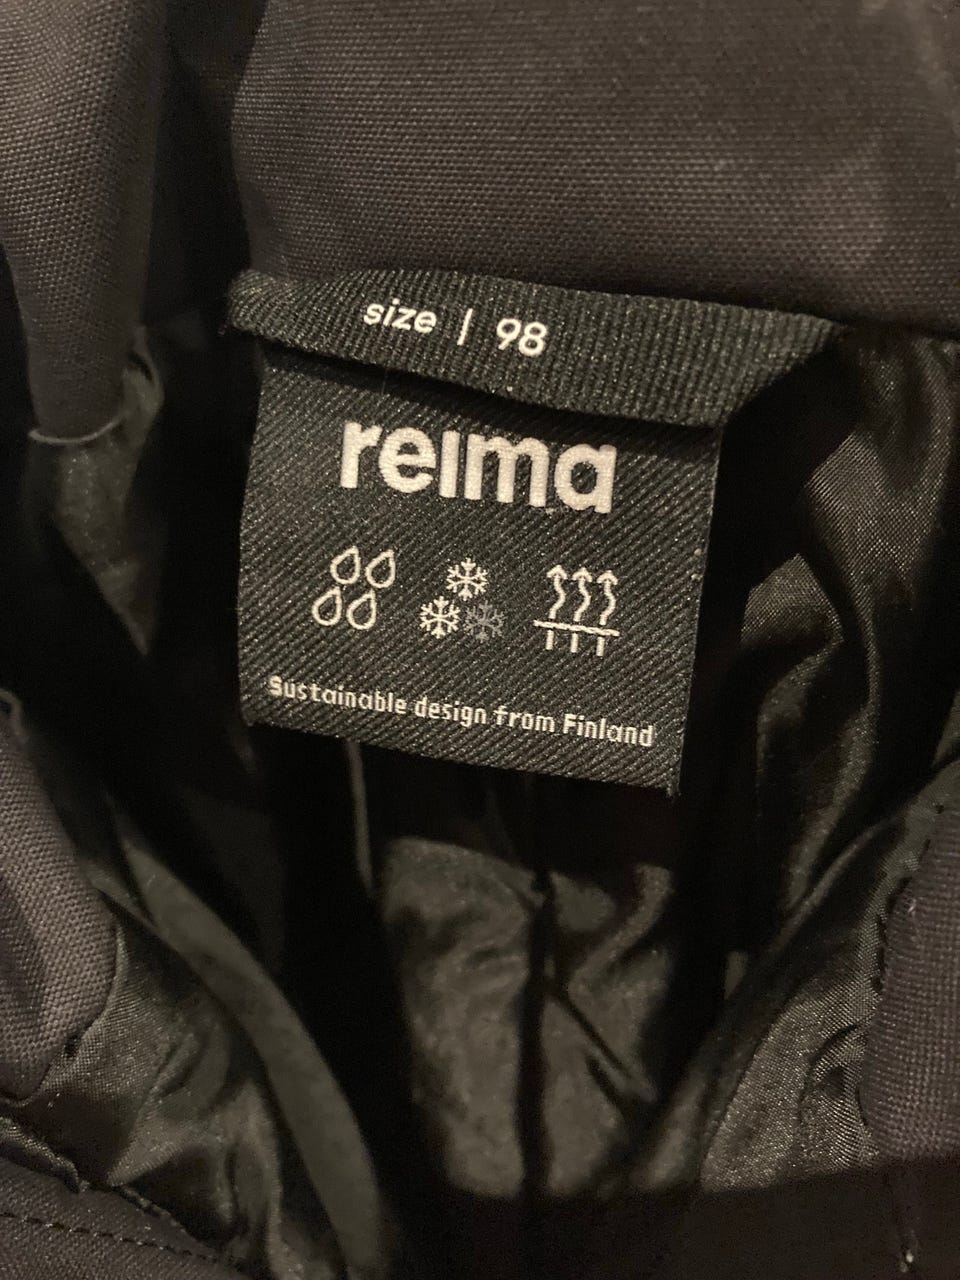 size | 98
reima
Sustainable design from Finland